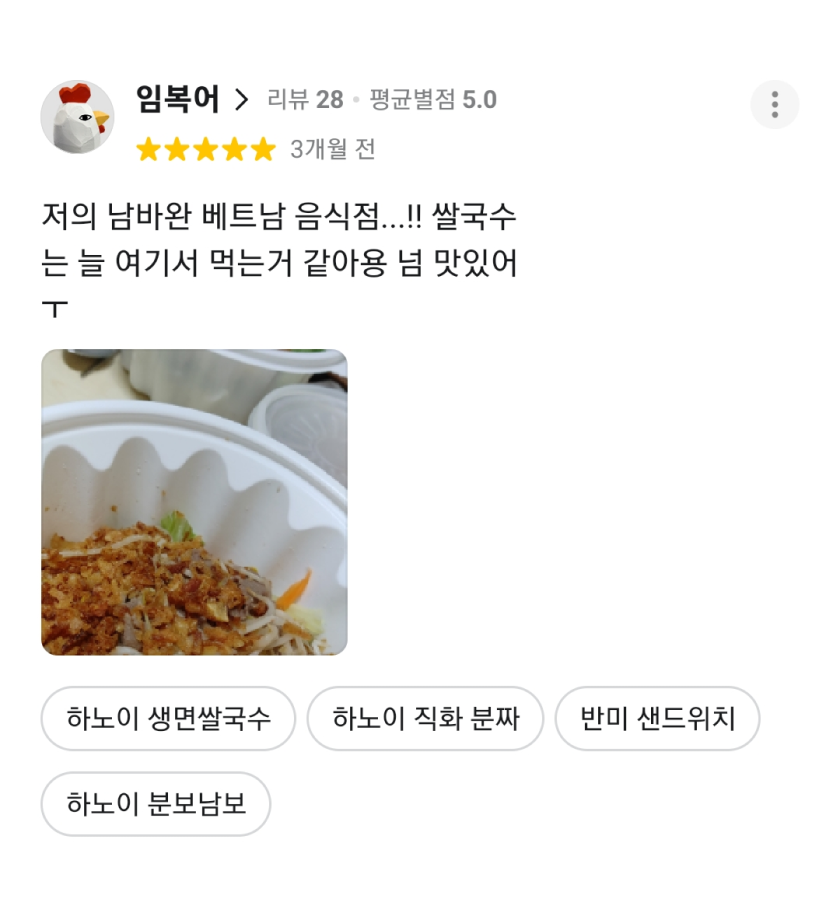 임복어 > 리뷰 28 • 평균별점 5.0
3개월 전
저의 남바완 베트남 음식점...!! 쌀국수
는 늘 여기서 먹는거 같아용 넘 맛있어
ㅜ
하노이 생면쌀국수 하노이 직화 분짜 반미 샌드위치
하노이 분보남보